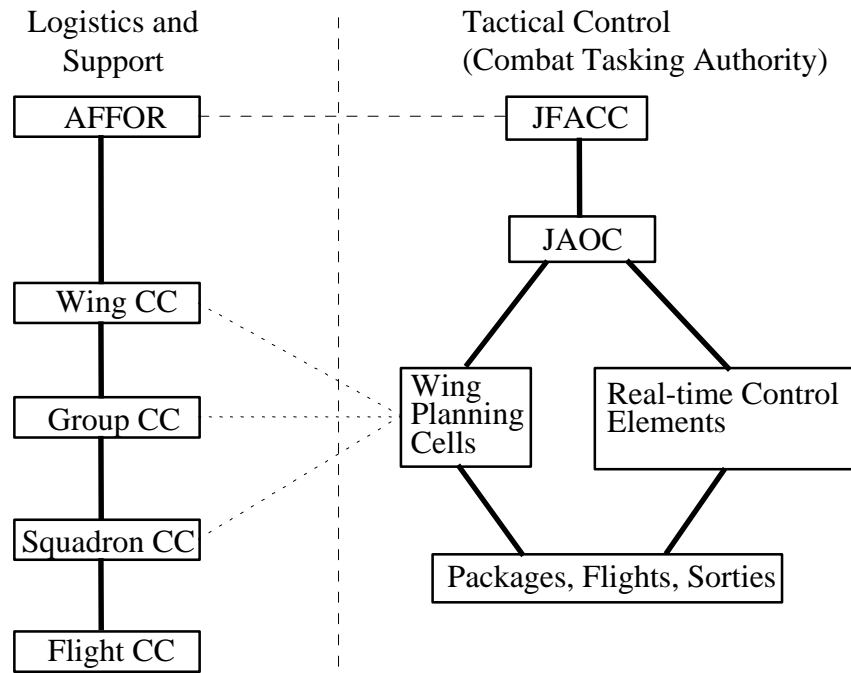 Logistics and
Support
AFFOR
Wing CC
Group CC
Squadron CC
Flight CC
Tactical Control
(Combat Tasking Authority)
JFACC
JAOC
Wing
Planning
Cells
Real-time Control
Elements
Packages, Flights, Sorties